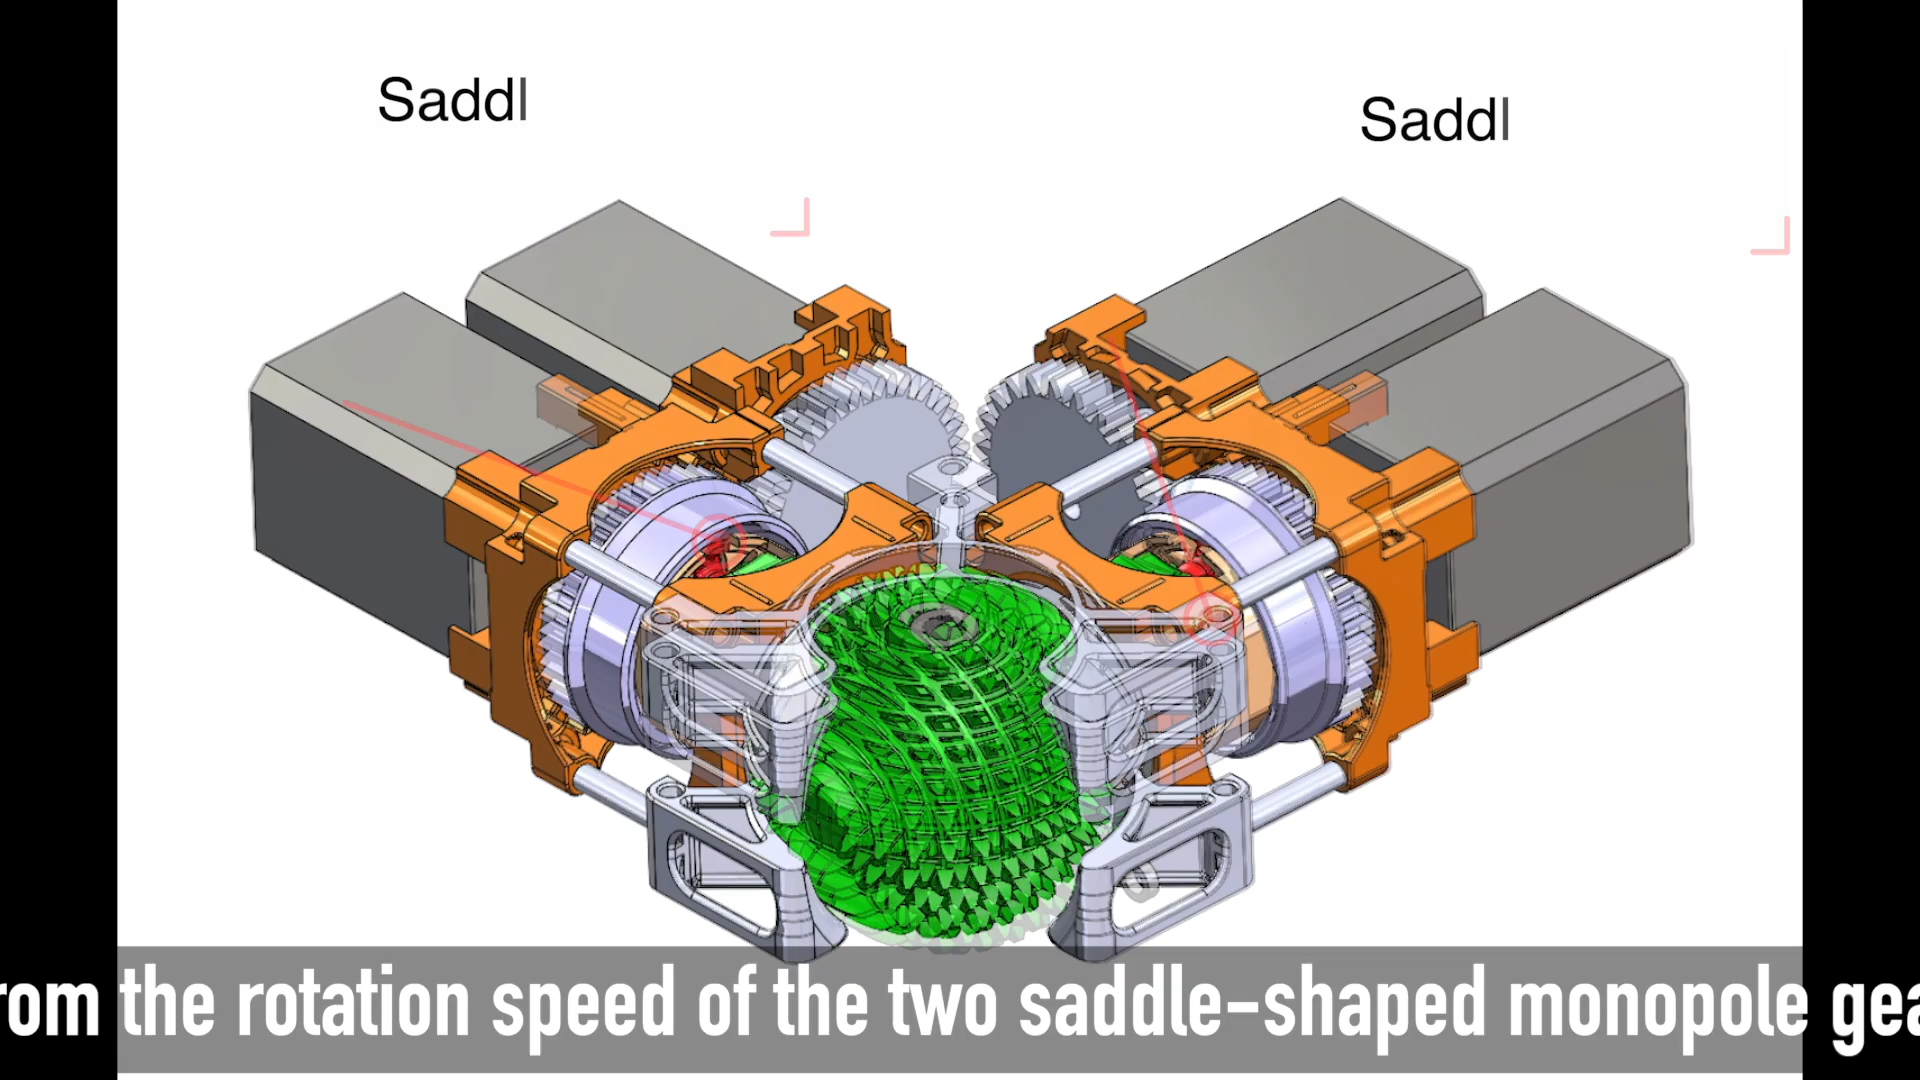 Saddl
Saddl
rom the rotation speed of the two saddle-shaped monopole gea